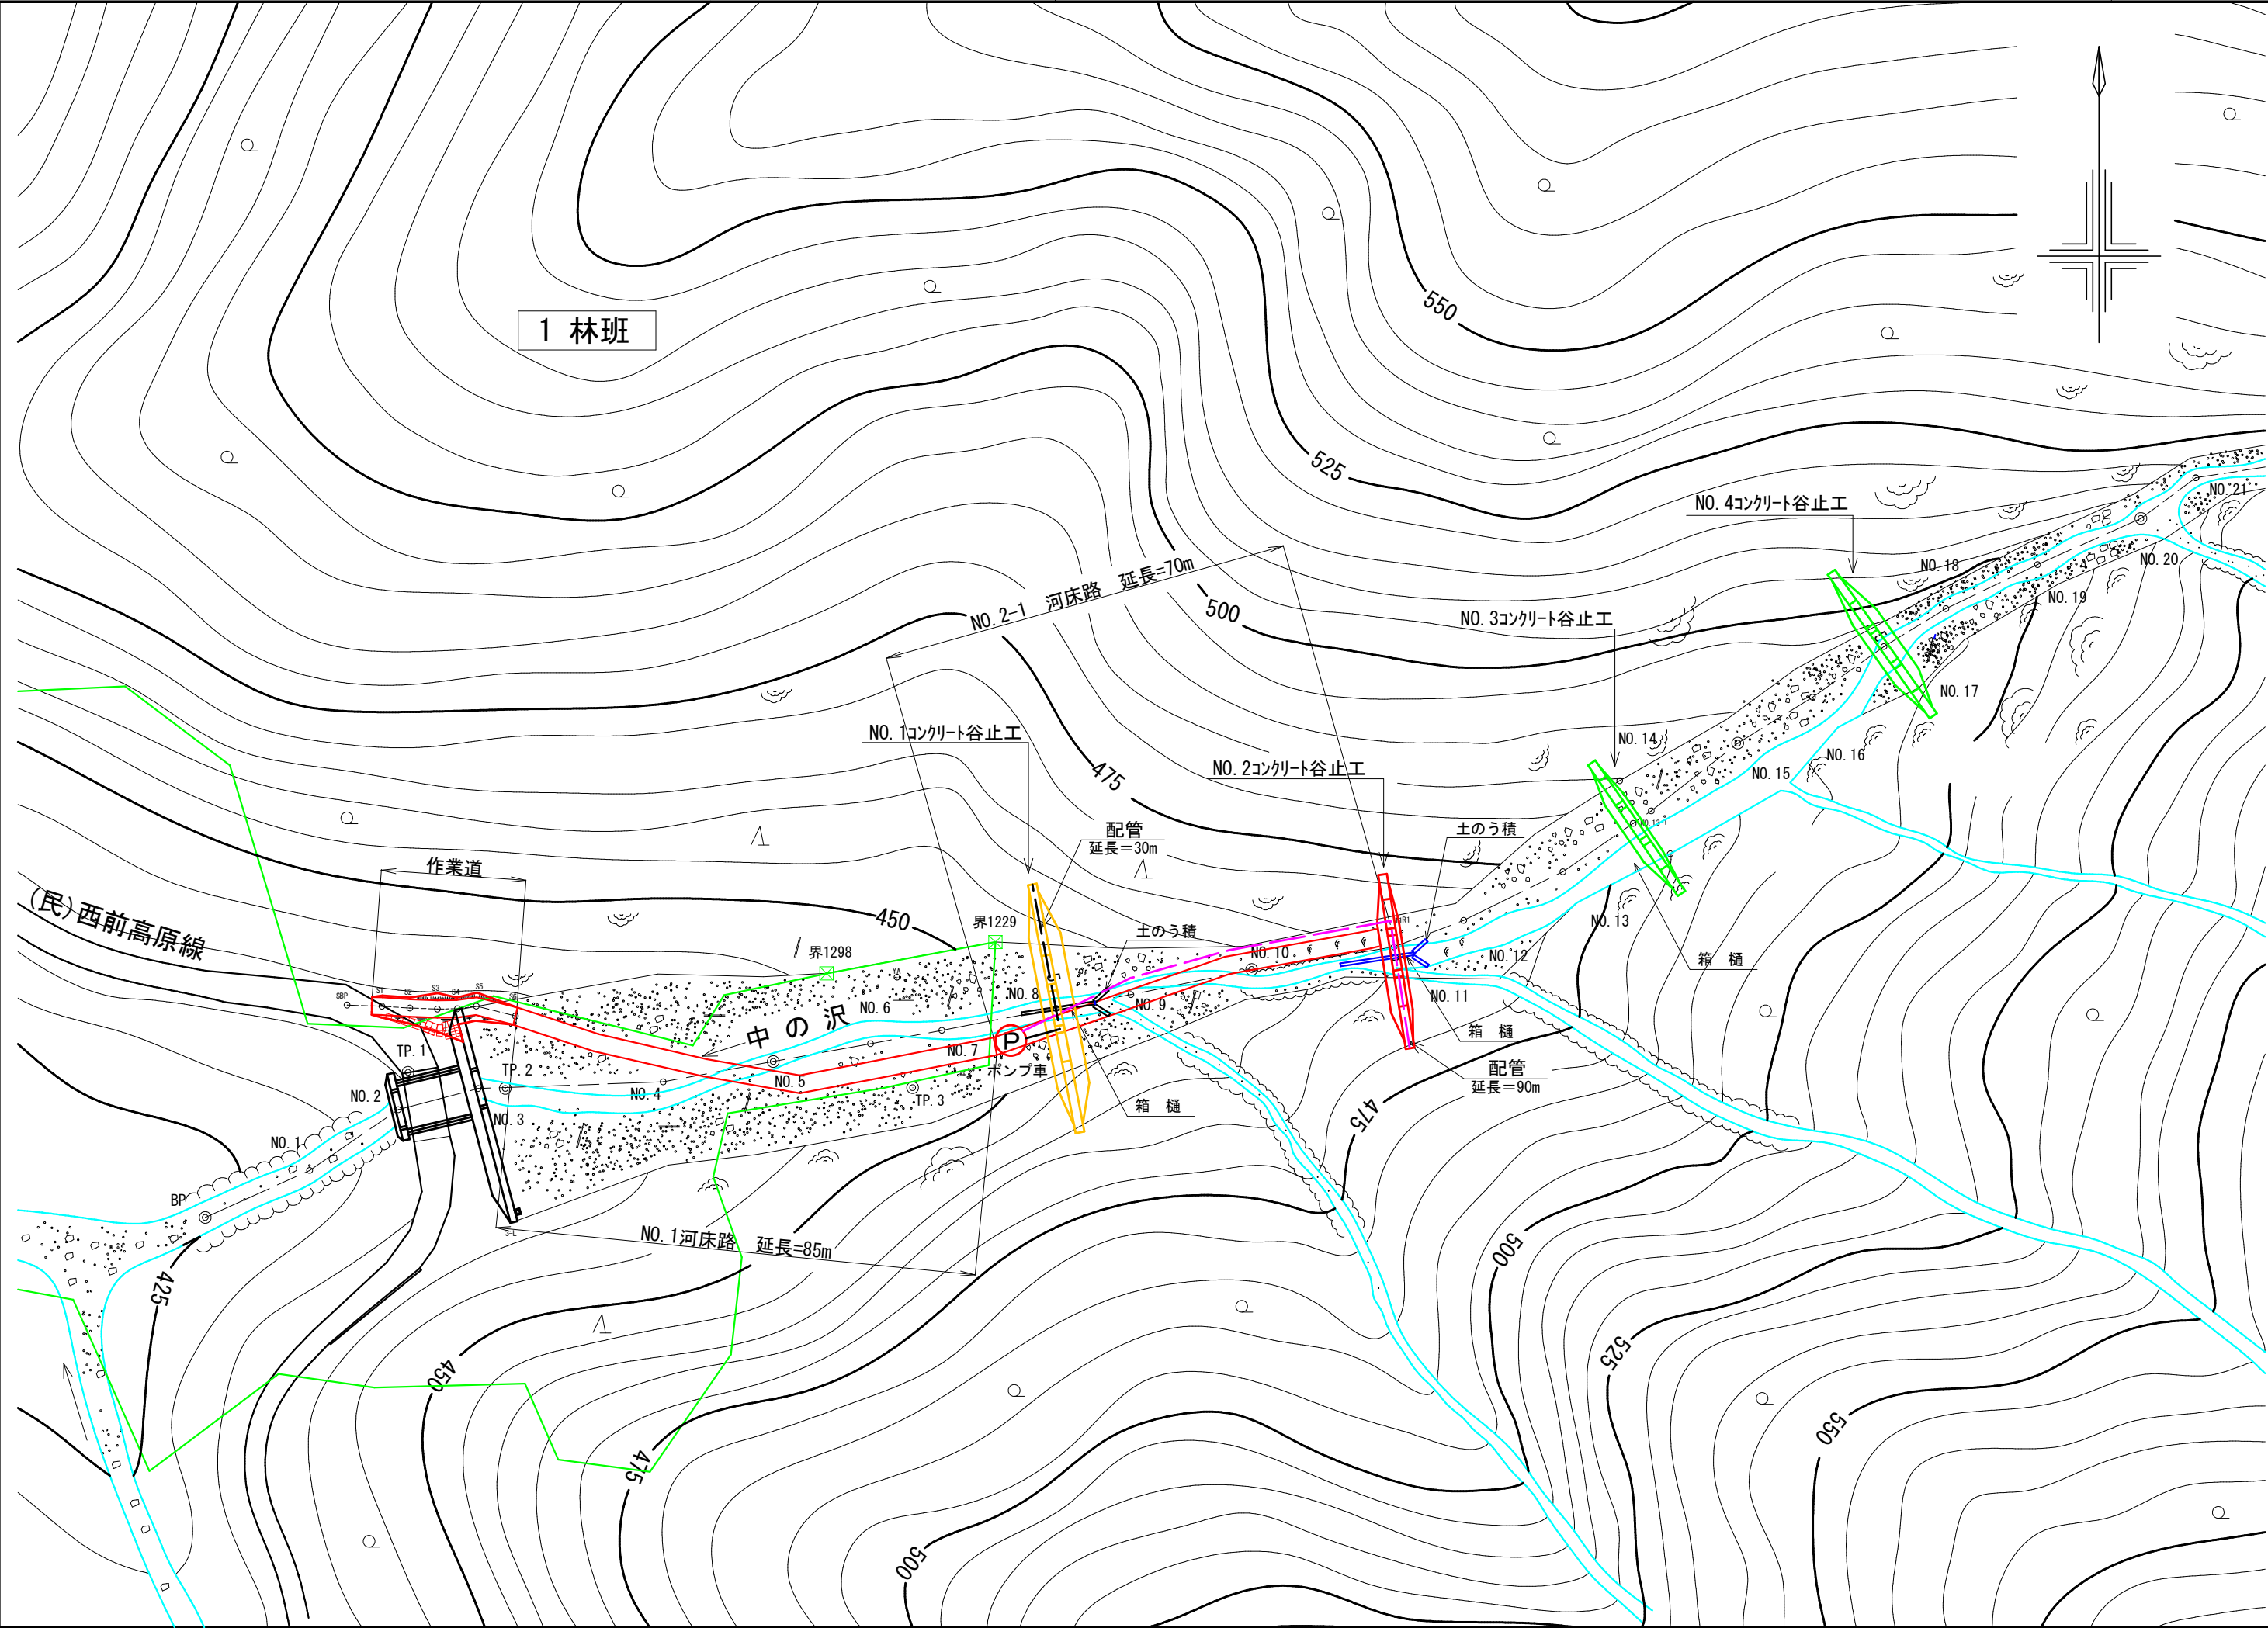 1 林班
550
525
NO.21
NO.4コンクリート谷止工
NO.18
NO.20
NO.2-1　河床路　延長=70m
NO.19
500
NO.3コンクリート谷止工
NO.17
NO.1コンクリート谷止工
NO.14
NO.16
NO.2コンクリート谷止工
NO.15
475
配管
延長=30m
土のう積
作業道
(民)西前高原線
450
界1229
土のう積
NO.13
界1298
NO.10
NO.12
箱　樋
S1
S2
S3
S4
S5
S6
SBP
NO.8
NO.9
NO.11
NO.6
中の沢
箱　樋
P
ポンプ車
NO.7
TP.1
TP.2
NO.5
NO.4
TP.3
配管
延長=90m
箱　樋
NO.2
NO.3
NO.1
475
BP
3-L
NO.1河床路　延長=85m
425
500
525
450
550
475
500